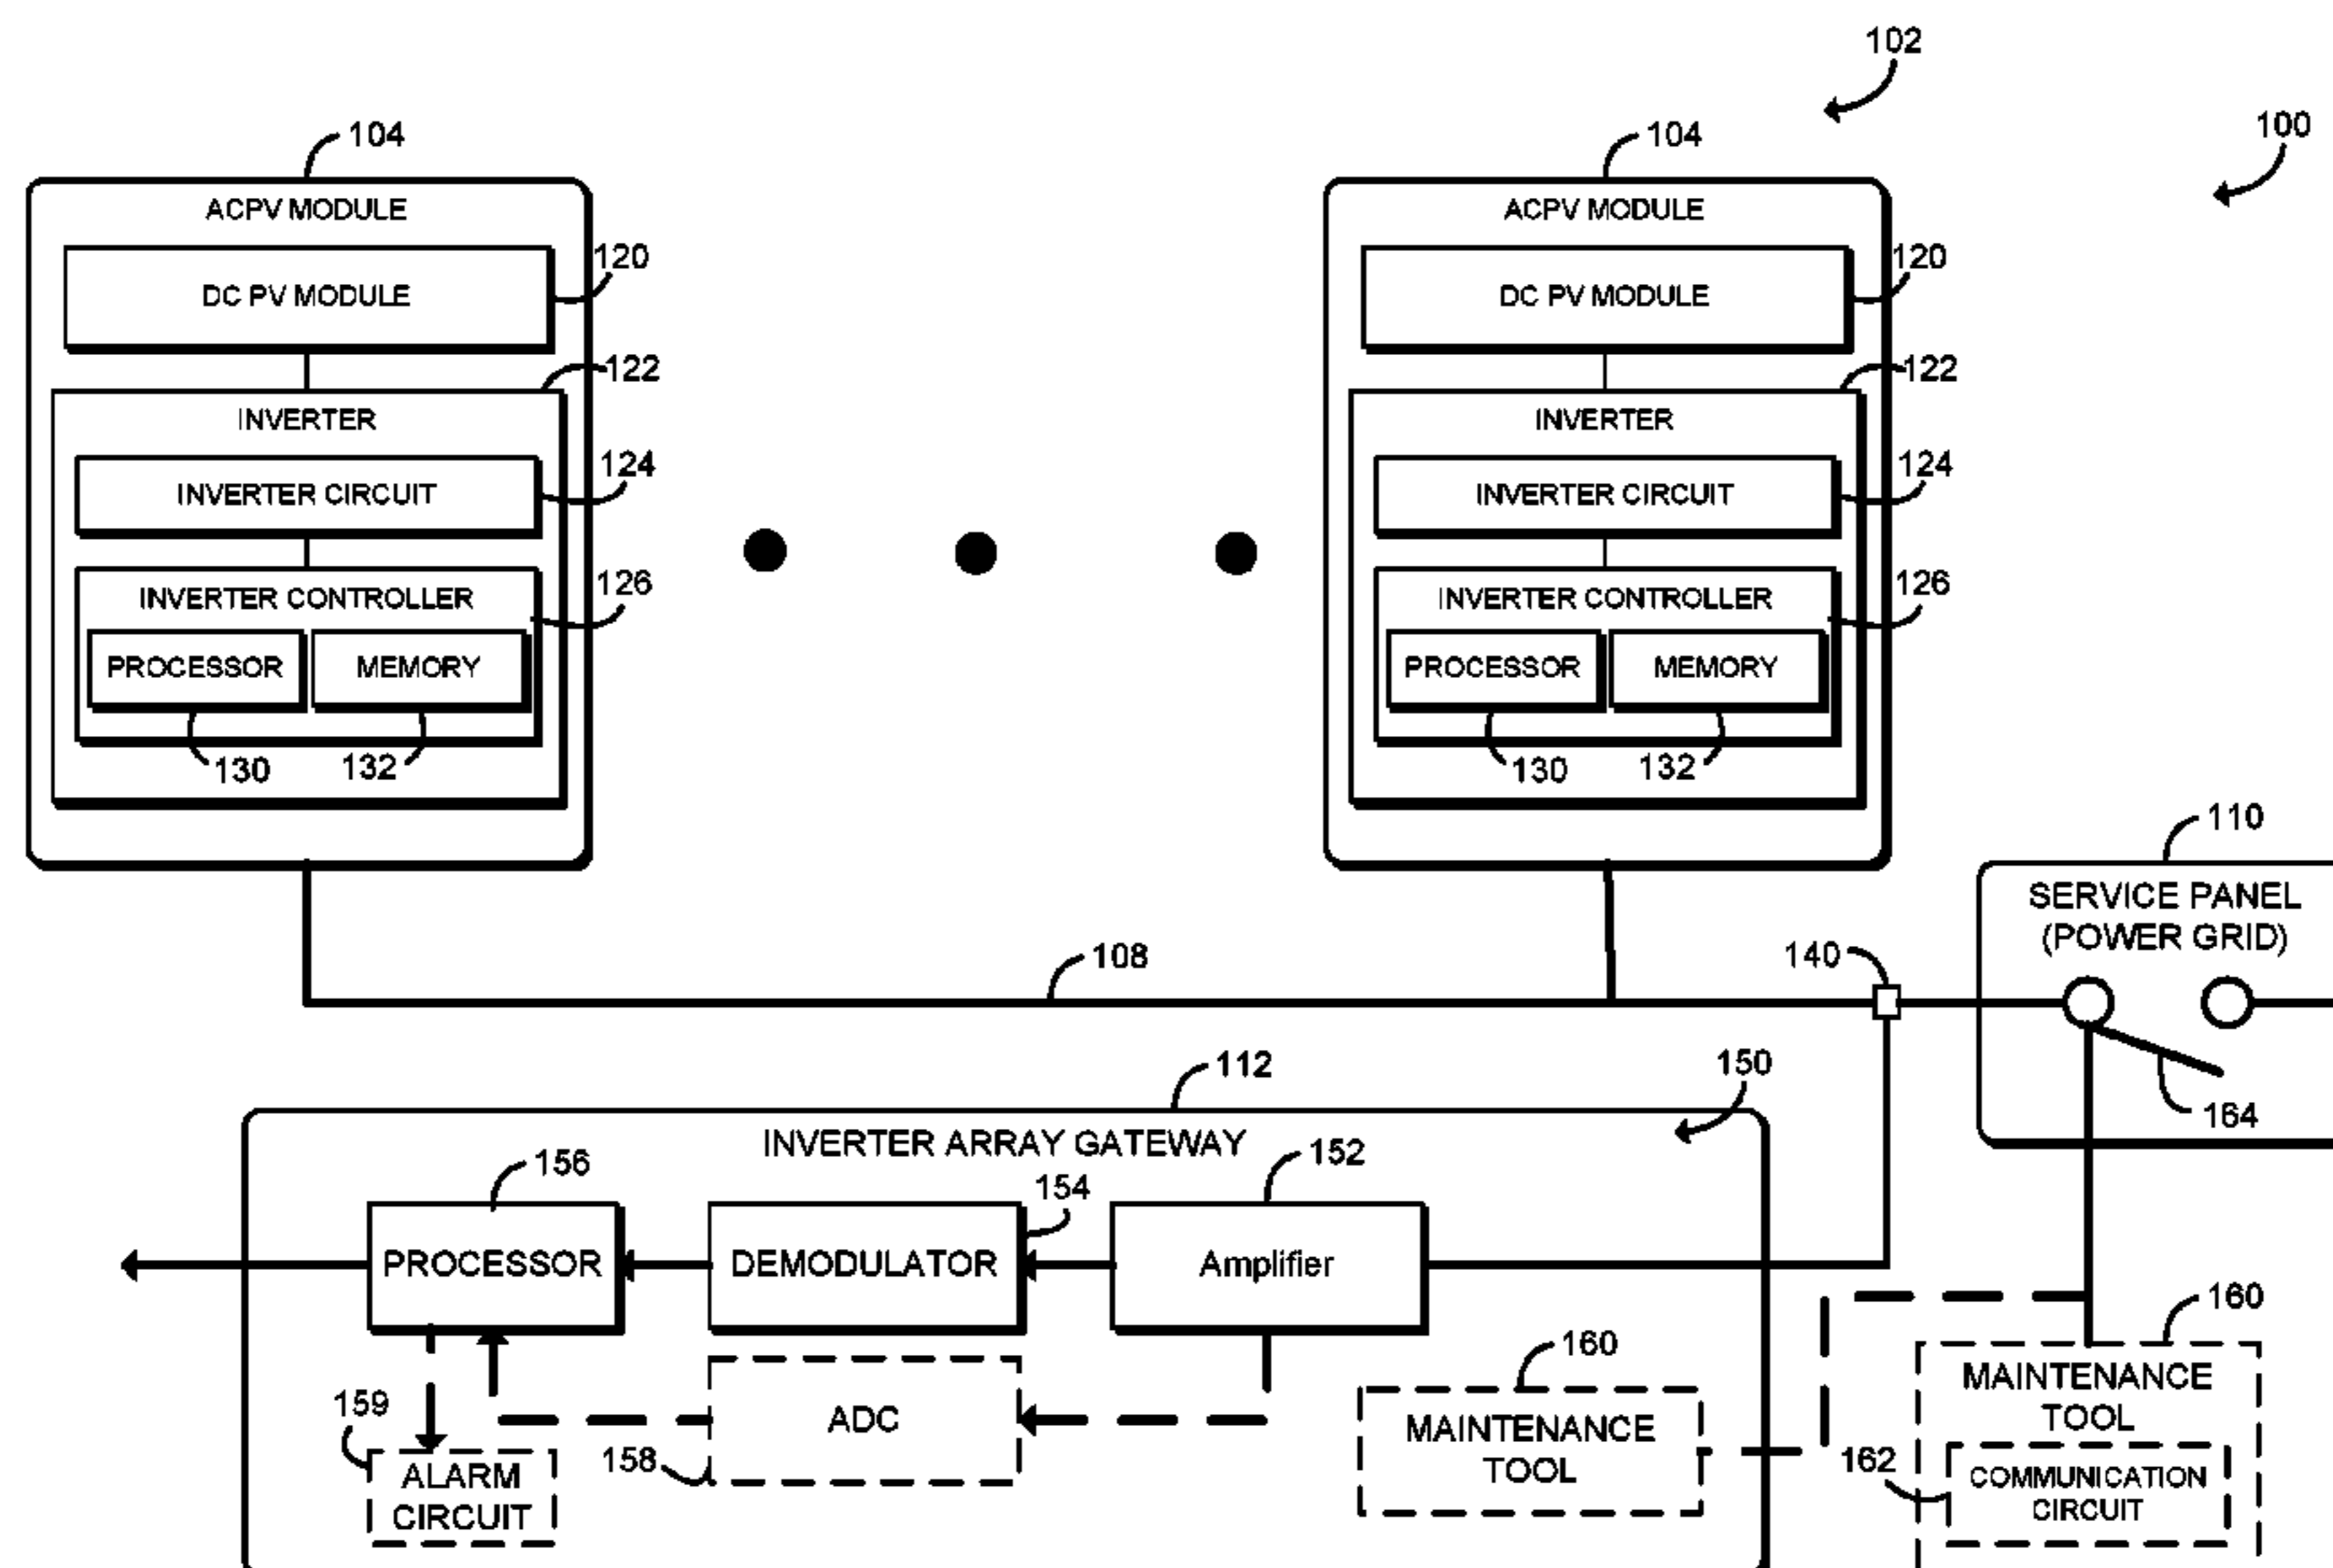 102
100
104
ACPV MODULE
120
DC PV MODULE
122
INVERTER
124
INVERTER CIRCUIT
126
INVERTER CONTROLLER
PROCESSOR
MEMORY
130
132
104
ACPV MODULE
120
DC PV MODULE
122
INVERTER
124
INVERTER CIRCUIT
126
INVERTER CONTROLLER
PROCESSOR
MEMORY
130
132
110
SERVICE PANEL
(POWER GRID)
108
140
164
112
150
INVERTER ARRAY GATEWAY
156
154
152
PROCESSOR
DEMODULATOR
Amplifier
159
ALARM
CIRCUIT
158
ADC
160
MAINTENANCE
TOOL
160
MAINTENANCE
TOOL
162
COMMUNICATION
CIRCUIT